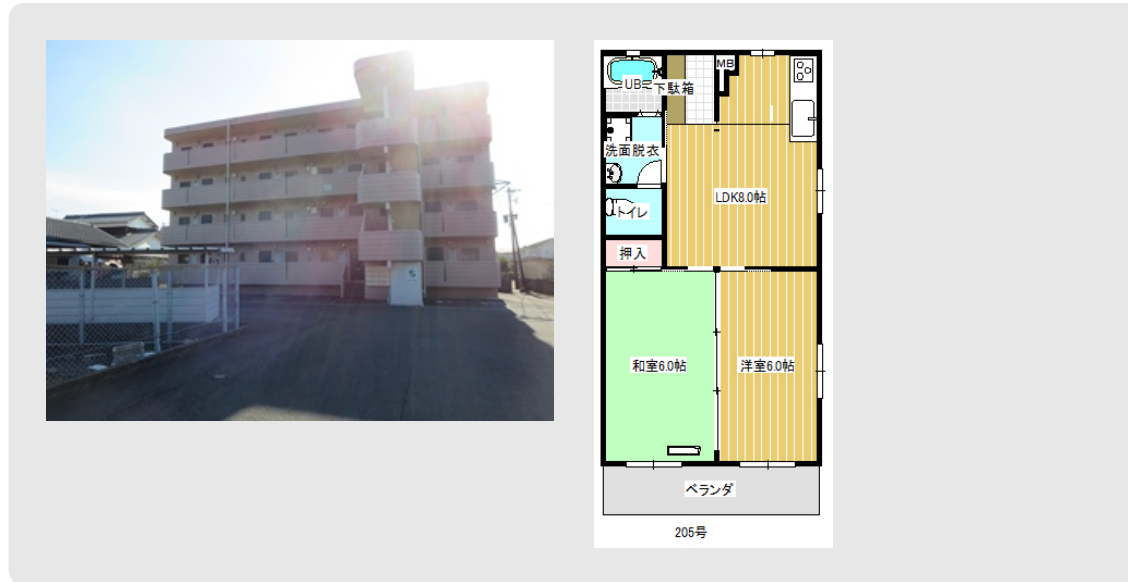 MB
UB
下駄箱
洗面脱衣
LDK8.0帖
トイレ
押入
和室6.0帖
洋室6.0帖
ベランダ
205号